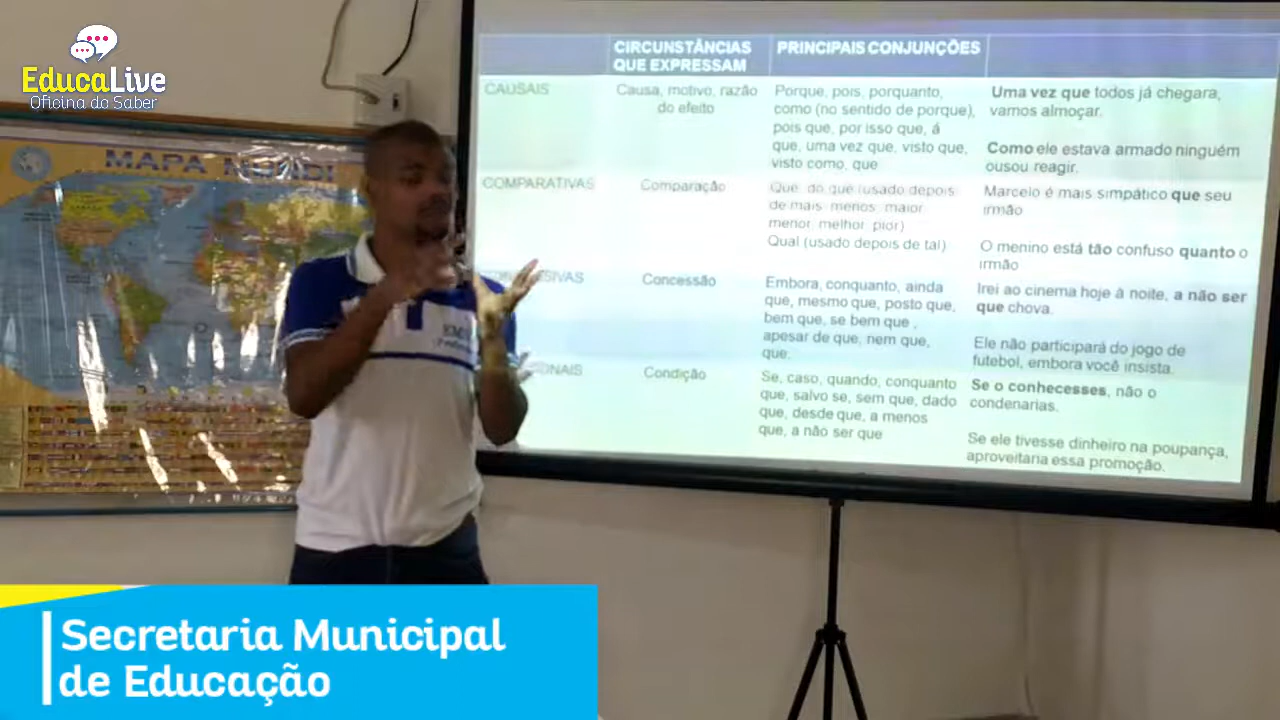 EducaLive
Oficina do Saber
MAPA MUNDI
CIRCUNSTÂNCIAS
QUE EXPRESSAM
PRINCIPAIS CONJUNÇÕES
CAUSAIS
Causa, motivo, razão
do efeito
Porque, pois, porquanto,
como (no sentido de porque),
pois que, por isso que, á
que, uma vez que, visto que,
visto como, que
Uma vez que todos já chegara,
vamos almoçar.
Como ele estava armado ninguém
ousou reagir.
COMPARATIVAS
Comparação
Que, do que (usado depois
de mais, menos, maior,
menor, melhor, pior)
Qual (usado depois de tal)
Marcelo é mais simpático que seu
irmão
O menino está tão confuso quanto o
irmão
Concessão
Embora, conquanto, ainda
que, mesmo que, posto que,
bem que, se bem que ,
apesar de que, nem que,
que.
Irei ao cinema hoje à noite, a não ser
que chova.
Ele não participará do jogo de
futebol, embora você insista.
Condição
Se, caso, quando, conquanto
que, salvo se, sem que, dado
que, desde que, a menos
que, a não ser que
Se o conhecesses, não o
condenarias.
Se ele tivesse dinheiro na poupança,
aproveitaria essa promoção.
Secretaria Municipal
de Educação